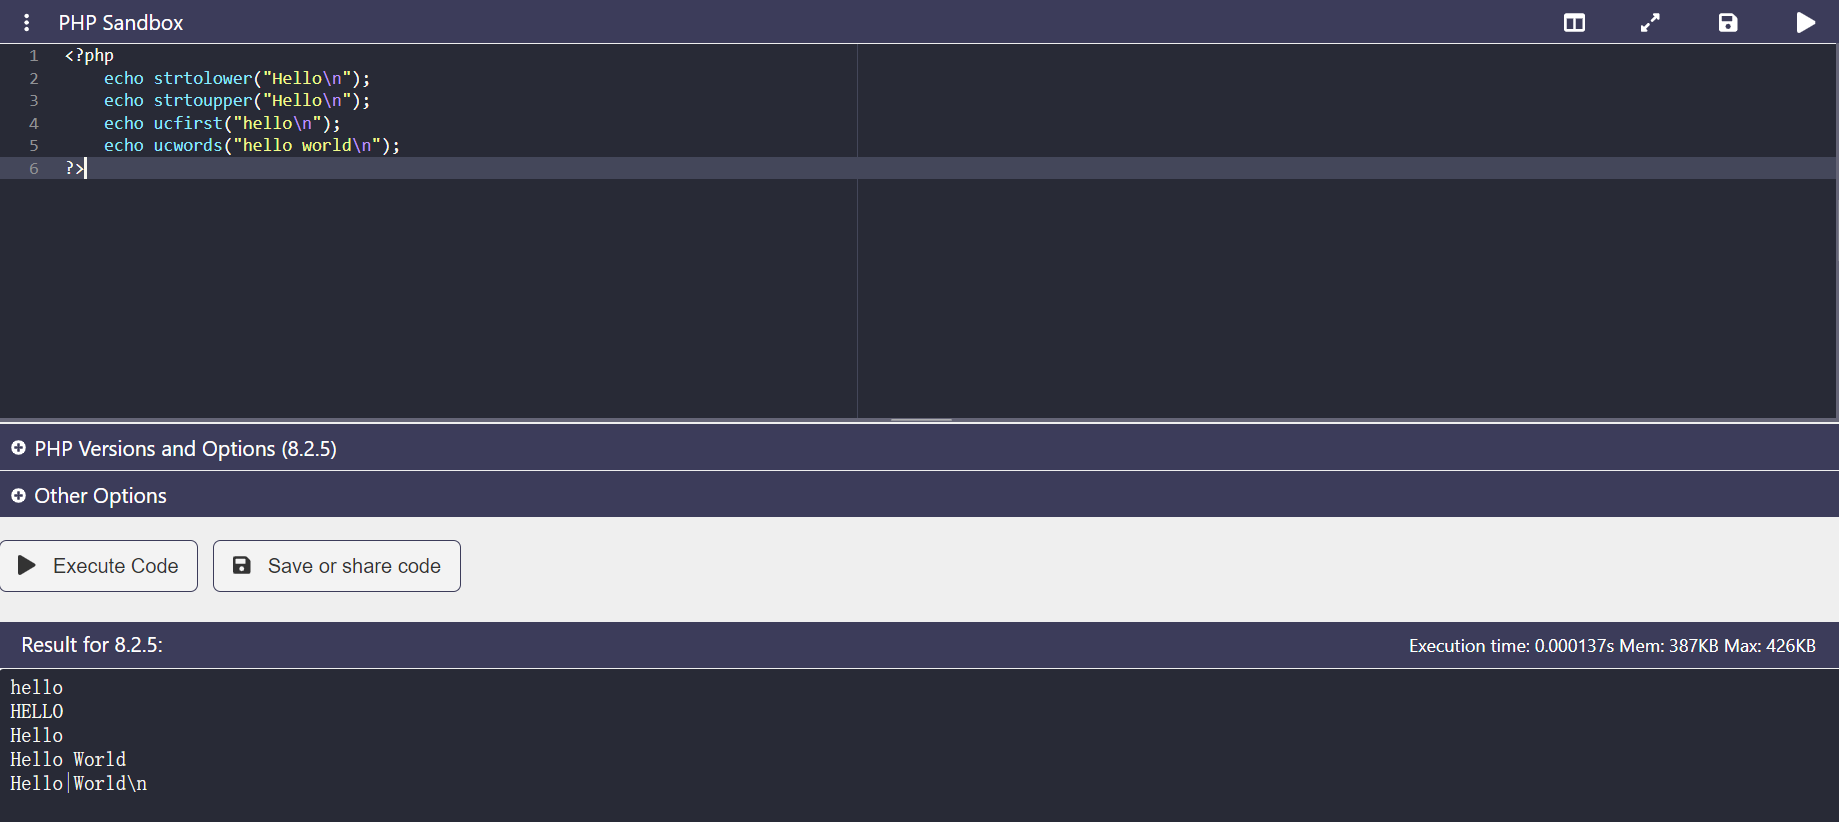 PHP Sandbox
1 <?php
2 echo strtolower("Hello\n");
3 echo strtoupper("Hello\n");
4 echo ucfirst("hello\n");
5 echo ucwords("hello world\n");
6 ?>
PHP Versions and Options (8.2.5)
Other Options
Execute Code
Save or share code
Result for 8.2.5:
Execution time: 0.000137s Mem: 387KB Max: 426KB
hello
HELLO
Hello
Hello World
Hello|World\n